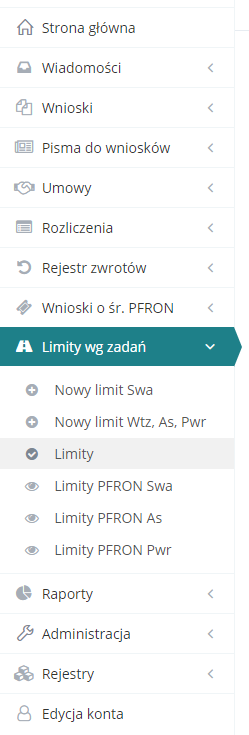 Strona główna
Wiadomości
Wnioski
Pisma do wniosków
Umowy
Rozliczenia
Rejestr zwrotów
Wnioski o śr. PFRON
Limity wg zadań
Nowy limit Swa
Nowy limit Wtz, As, Pwr
Limity
Limity PFRON Swa
Limity PFRON As
Limity PFRON Pwr
Raporty
Administracja
Rejestry
Edycja konta